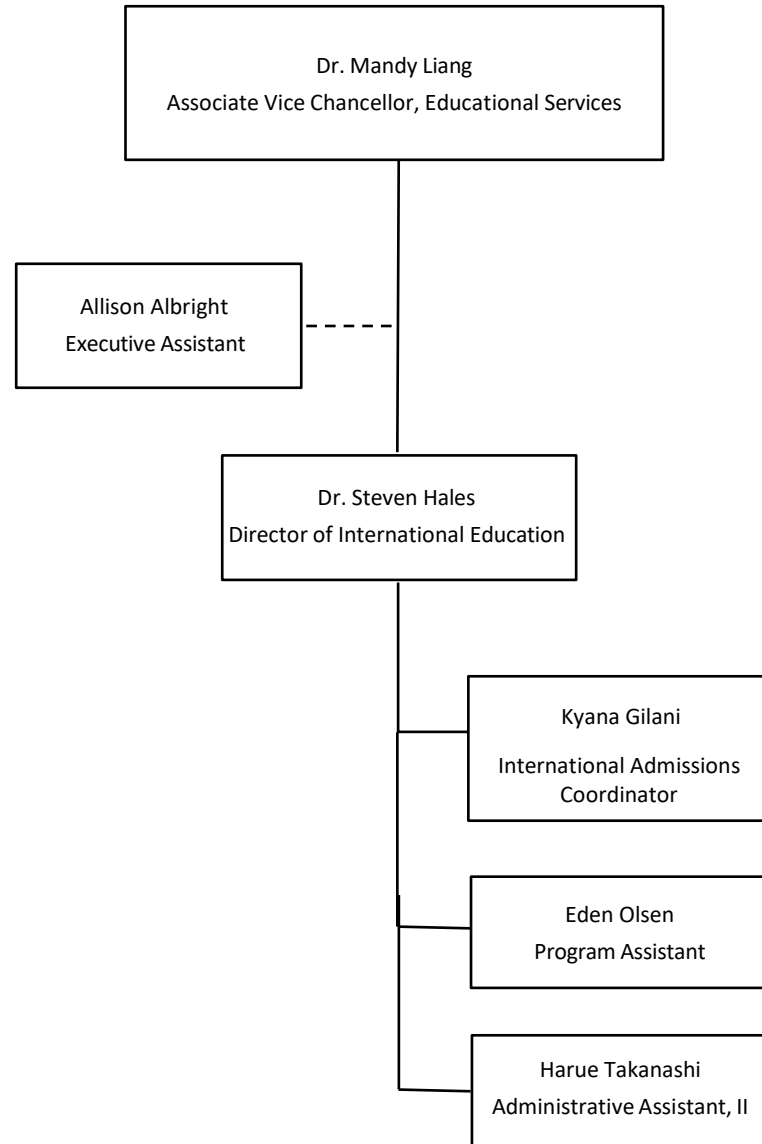 Dr. Mandy Liang
Associate Vice Chancellor, Educational Services
Allison Albright
Executive Assistant
Dr. Steven Hales
Director of International Education
Kyana Gilani
International Admissions
Coordinator
Eden Olsen
Program Assistant
Harue Takanashi
Administrative Assistant, II